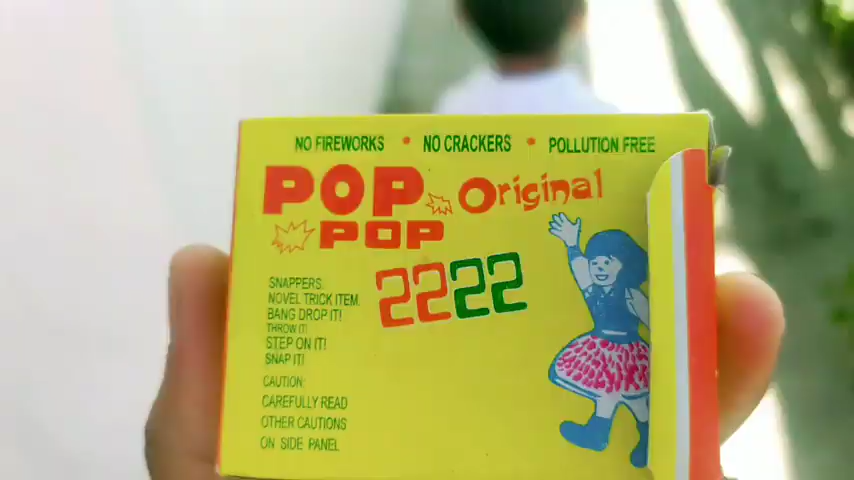 NO FIREWORKS • NO CRACKERS • POLLUTION FREE
POP Original
POP
2222
SNAPPERS.
NOVEL TRICK ITEM.
BANG DROP IT!
THROW IT!
STEP ON IT!
SNAP IT!
CAUTION:
CAREFULLY READ
OTHER CAUTIONS
ON SIDE PANEL